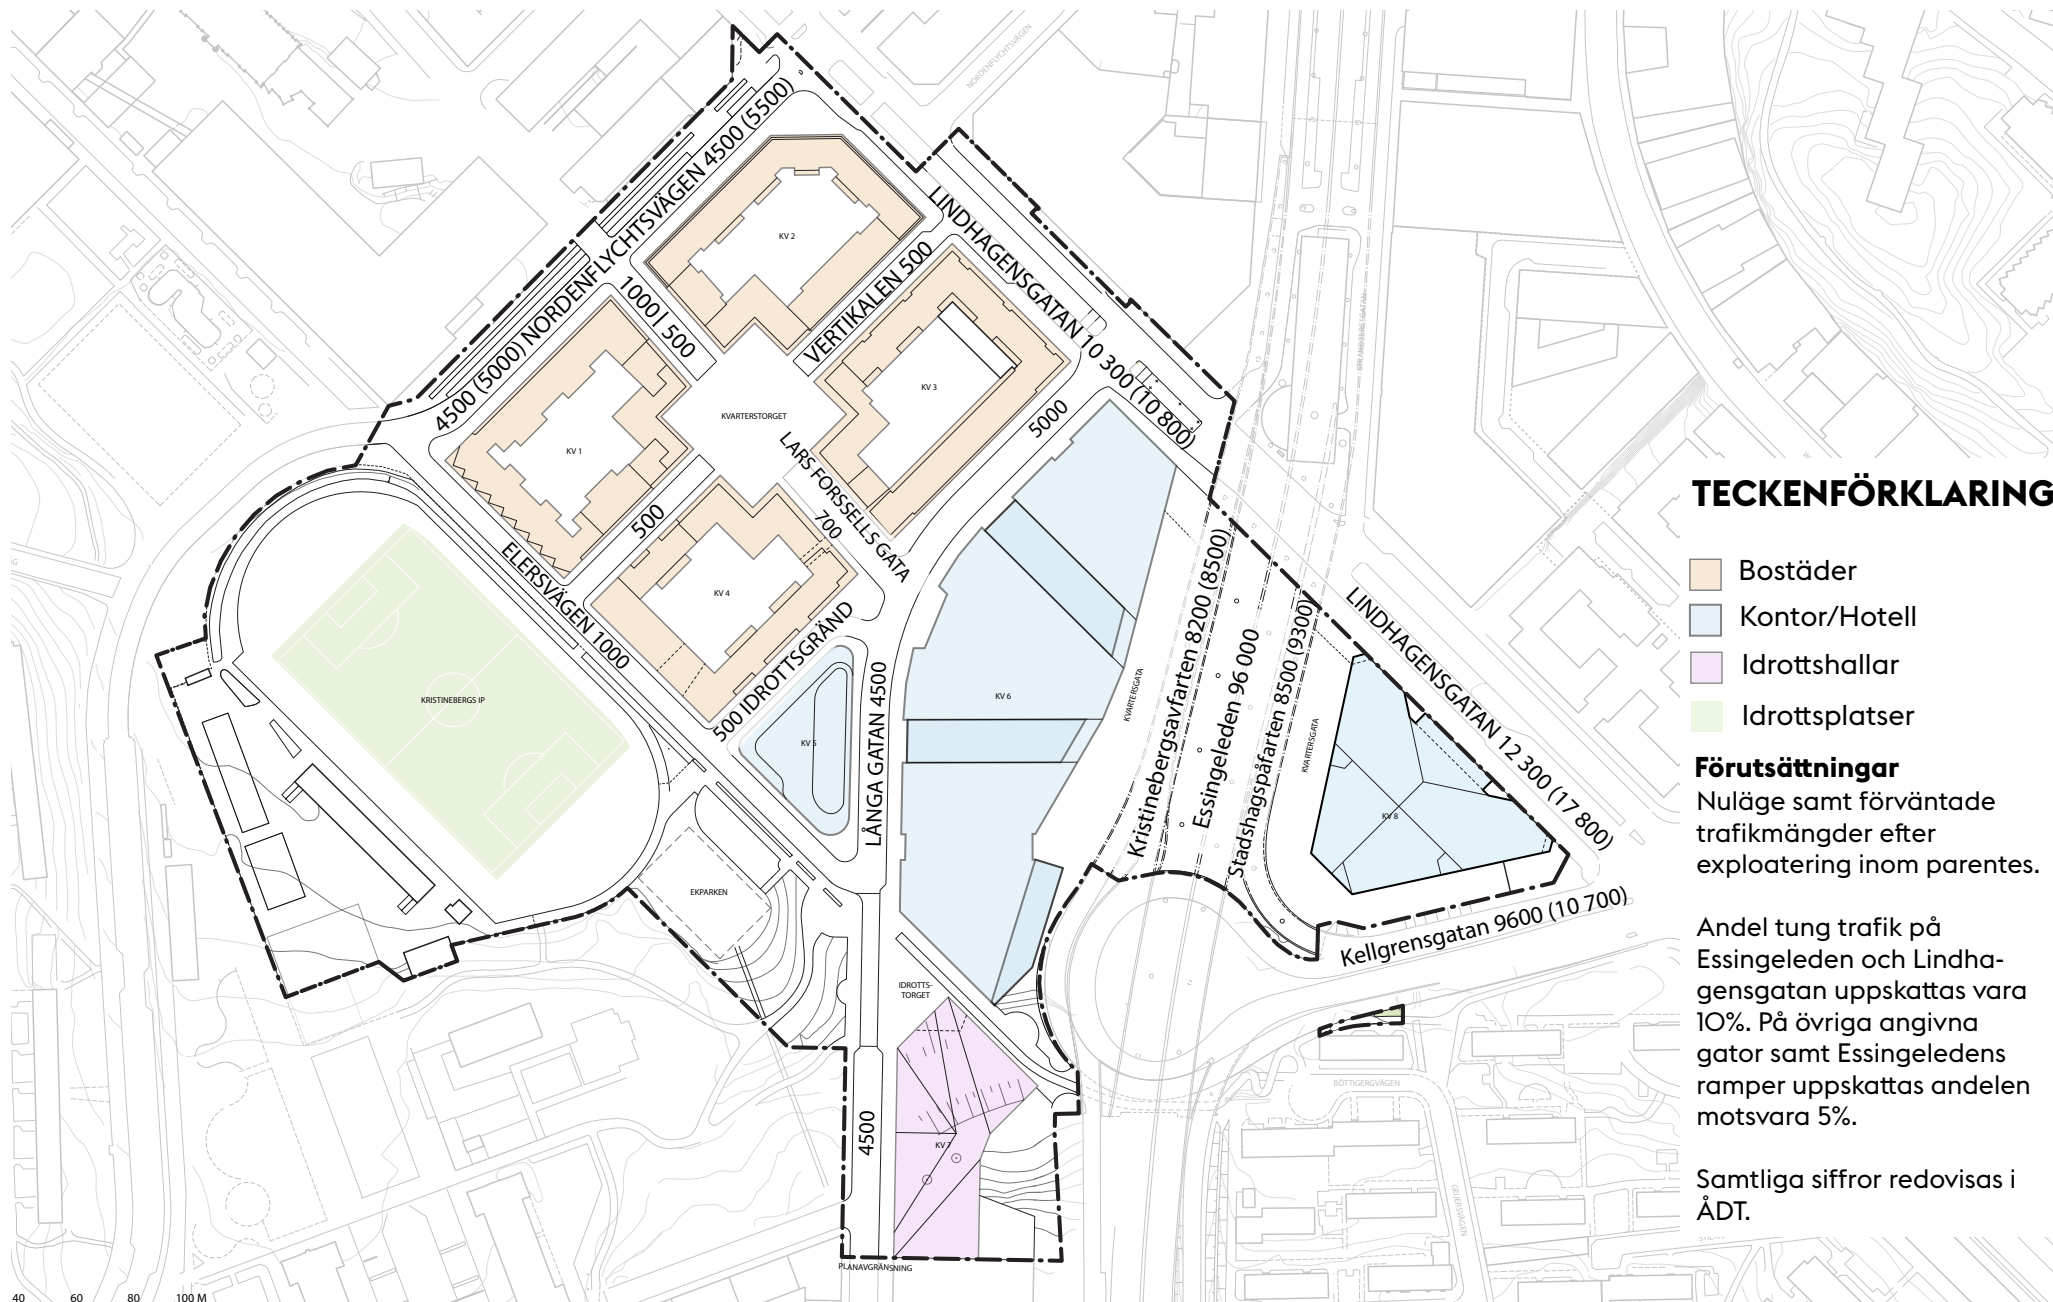 NORDENFLYCHTSVÄGEN
NORDENFLYCHTSVÄGEN 4500 (5500)
4500 (5000)
KV 2
LINDHAGENSGATAN 10 300 (10 800)
1000 | 500
VERTIKALEN 500
KV 3
KVARTERSTORGET
5000
KV 1
LARS FORSSELLS GATA
700
500
ELERSVÄGEN 1000
KV 4
500 IDROTTSGRÄND
KRISTINEBERGS IP
KV 5
LÅNGA GATAN 4500
KV 6
KVARTERSGATA
Kristinebergsavfarten 8200 (8500)
Essingeleden 96 000
Stadshagspåfarten 8500 (9300)
KVARTERSGATA
STRANDBERGSGATAN
LINDHAGENSGATAN 12 300 (17 800)
KV 8
Kellgrensgatan 9600 (10 700)
EKPARKEN
IDROTTS-
TORGET
4500
KV 7
PLANAVGRÄNSNING
BÖTTIGERVÄGEN
GEIJERSVÄGEN
40 60 80 100 M
TECKENFÖRKLARING
Bostäder
Kontor/Hotell
Idrottshallar
Idrottsplatser
Förutsättningar
Nuläge samt förväntade
trafikmängder efter
exploatering inom parentes.
Andel tung trafik på
Essingeleden och Lindha-
gensgatan uppskattas vara
10%. På övriga angivna
gator samt Essingeledens
ramper uppskattas andelen
motsvara 5%.
Samtliga siffror redovisas i
ÅDT.